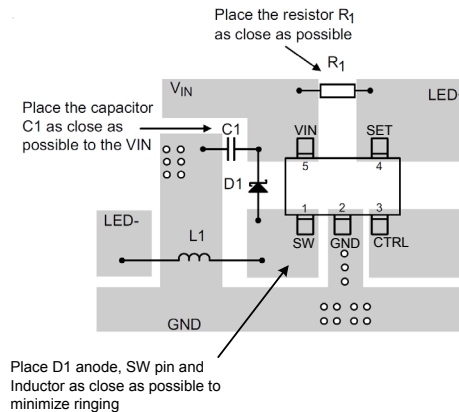 Place the resistor R1
as close as possible
R1
VIN
LED-
Place the capacitor
C1 as close as
possible to the VIN
C1
VIN
SET
5
4
D1
1
2
3
LED-
SW
GND
CTRL
L1
GND
Place D1 anode, SW pin and
Inductor as close as possible to
minimize ringing